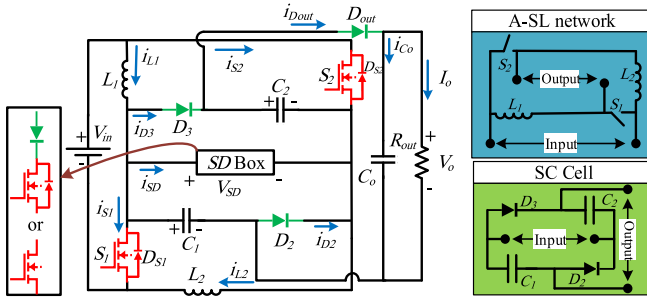 i_Dout D_out
i_L1 i_S2 i_Co
S_2 D_S2 I_o
L_1 C_2
+ -
i_D3 D_3
+ V_in -
R_out + V_o -
SD Box
+ V_SD -
i_SD C_o
or
i_S1 + - C_1 D_2 i_D2
S_1 D_S1
L_2 i_L2
A-SL network
S_2 Output L_2
L_1 S_1
Input
SC Cell
D_3 C_2
Input Output
C_1 D_2